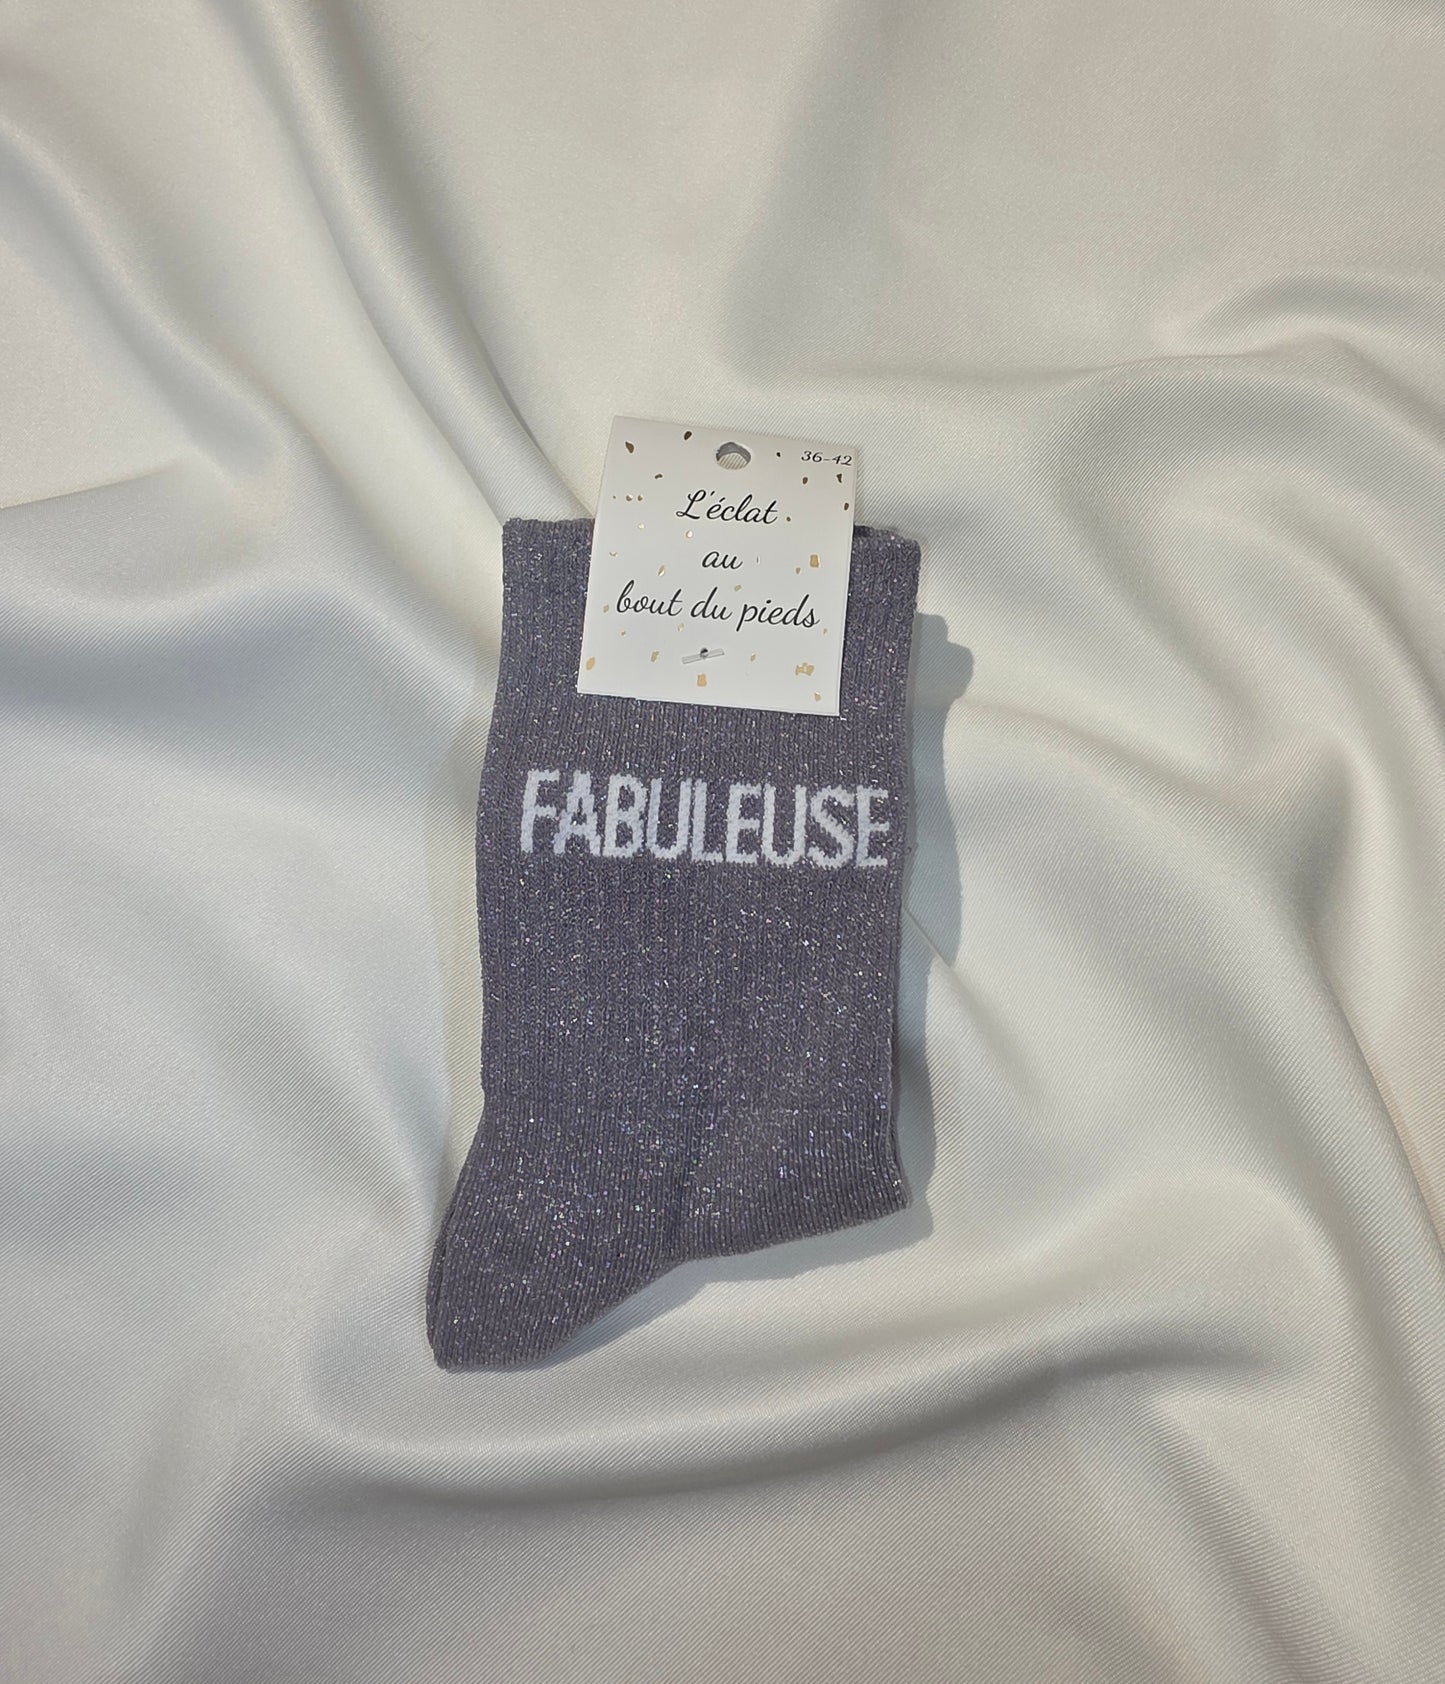 36-42
L'éclat
au
bout du pieds
FABULEUSE